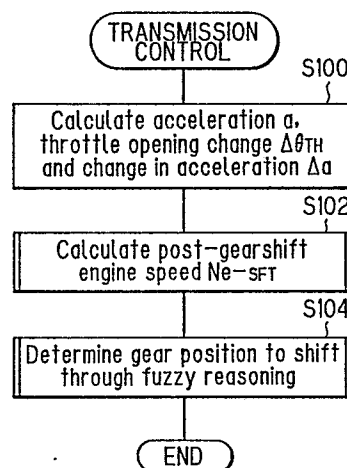 TRANSMISSION
CONTROL
S100
Calculate acceleration a,
throttle opening change ΔθTH
and change in acceleration Δa
S102
Calculate post-gearshift
engine speed Ne-SFT
S104
Determine gear position to shift
through fuzzy reasoning
END